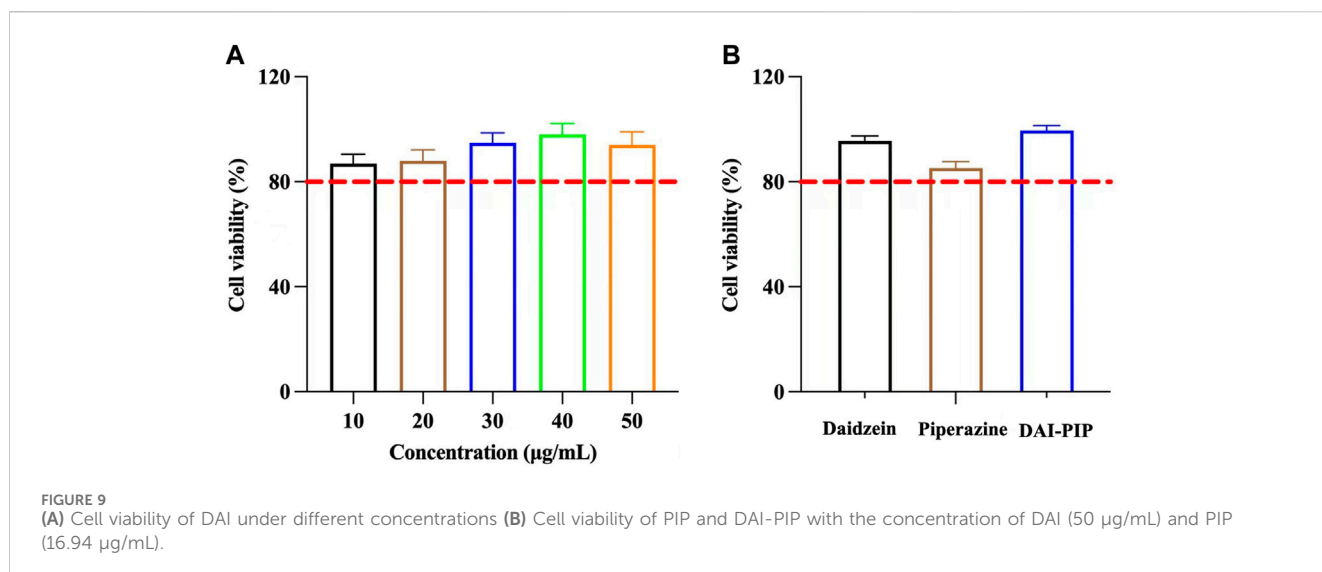 A
B
120
80
40
0
Cell viability (%)
10 20 30 40 50
Concentration (µg/mL)
120
80
40
0
Cell viability (%)
Daidzein Piperazine DAI-PIP
FIGURE 9
(A) Cell viability of DAI under different concentrations (B) Cell viability of PIP and DAI-PIP with the concentration of DAI (50 µg/mL) and PIP
(16.94 µg/mL).